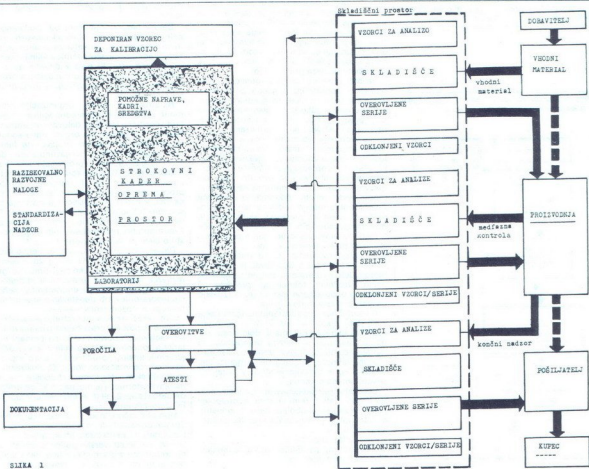 Skladiščni prostor
DEPONIRAN VZOREC
ZA KALIBRACIJO
POMOŽNE NAPRAVE,
KADRI,
SREDSTVA
STROKOVNI
KADER
OPREMA
PROSTOR
LABORATORIJ
RAZISKOVALNO
RAZVOJNE
NALOGE
STANDARDIZA-
CIJA
NADZOR
POROČILA
OVEROVITVE
ATESTI
DOKUMENTACIJA
VZORCI ZA ANALIZO
SKLADIŠČE
OVEROVLJENE
SERIJE
ODKLONJENI VZORCI
VZORCI ZA ANALIZE
SKLADIŠČE
OVEROVLJENE
SERIJE
ODKLONJENI VZORCI/SERIJE
VZORCI ZA ANALIZE
SKLADIŠČE
OVEROVLJENE SERIJE
ODKLONJENI VZORCI/SERIJE
vhodni
material
medfazna
kontrola
končni nadzor
DOBAVITELJ
VHODNI
MATERIAL
PROIZVODNJA
POŠILJATELJ
KUPEC
SLIKA 1